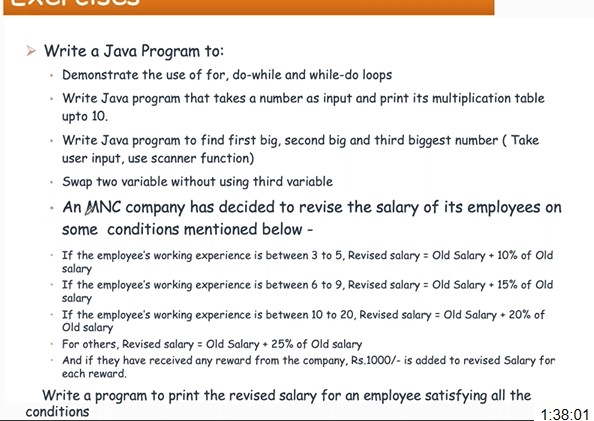 Exercises
➤ Write a Java Program to:
• Demonstrate the use of for, do-while and while-do loops
• Write Java program that takes a number as input and print its multiplication table
upto 10.
• Write Java program to find first big, second big and third biggest number ( Take
user input, use scanner function)
• Swap two variable without using third variable
• An MNC company has decided to revise the salary of its employees on
some conditions mentioned below -
• If the employee's working experience is between 3 to 5, Revised salary = Old Salary + 10% of Old
salary
• If the employee's working experience is between 6 to 9, Revised salary = Old Salary + 15% of Old
salary
• If the employee's working experience is between 10 to 20, Revised salary = Old Salary + 20% of
Old salary
• For others, Revised salary = Old Salary + 25% of Old salary
• And if they have received any reward from the company, Rs.1000/- is added to revised Salary for
each reward.
Write a program to print the revised salary for an employee satisfying all the
conditions
1:38:01